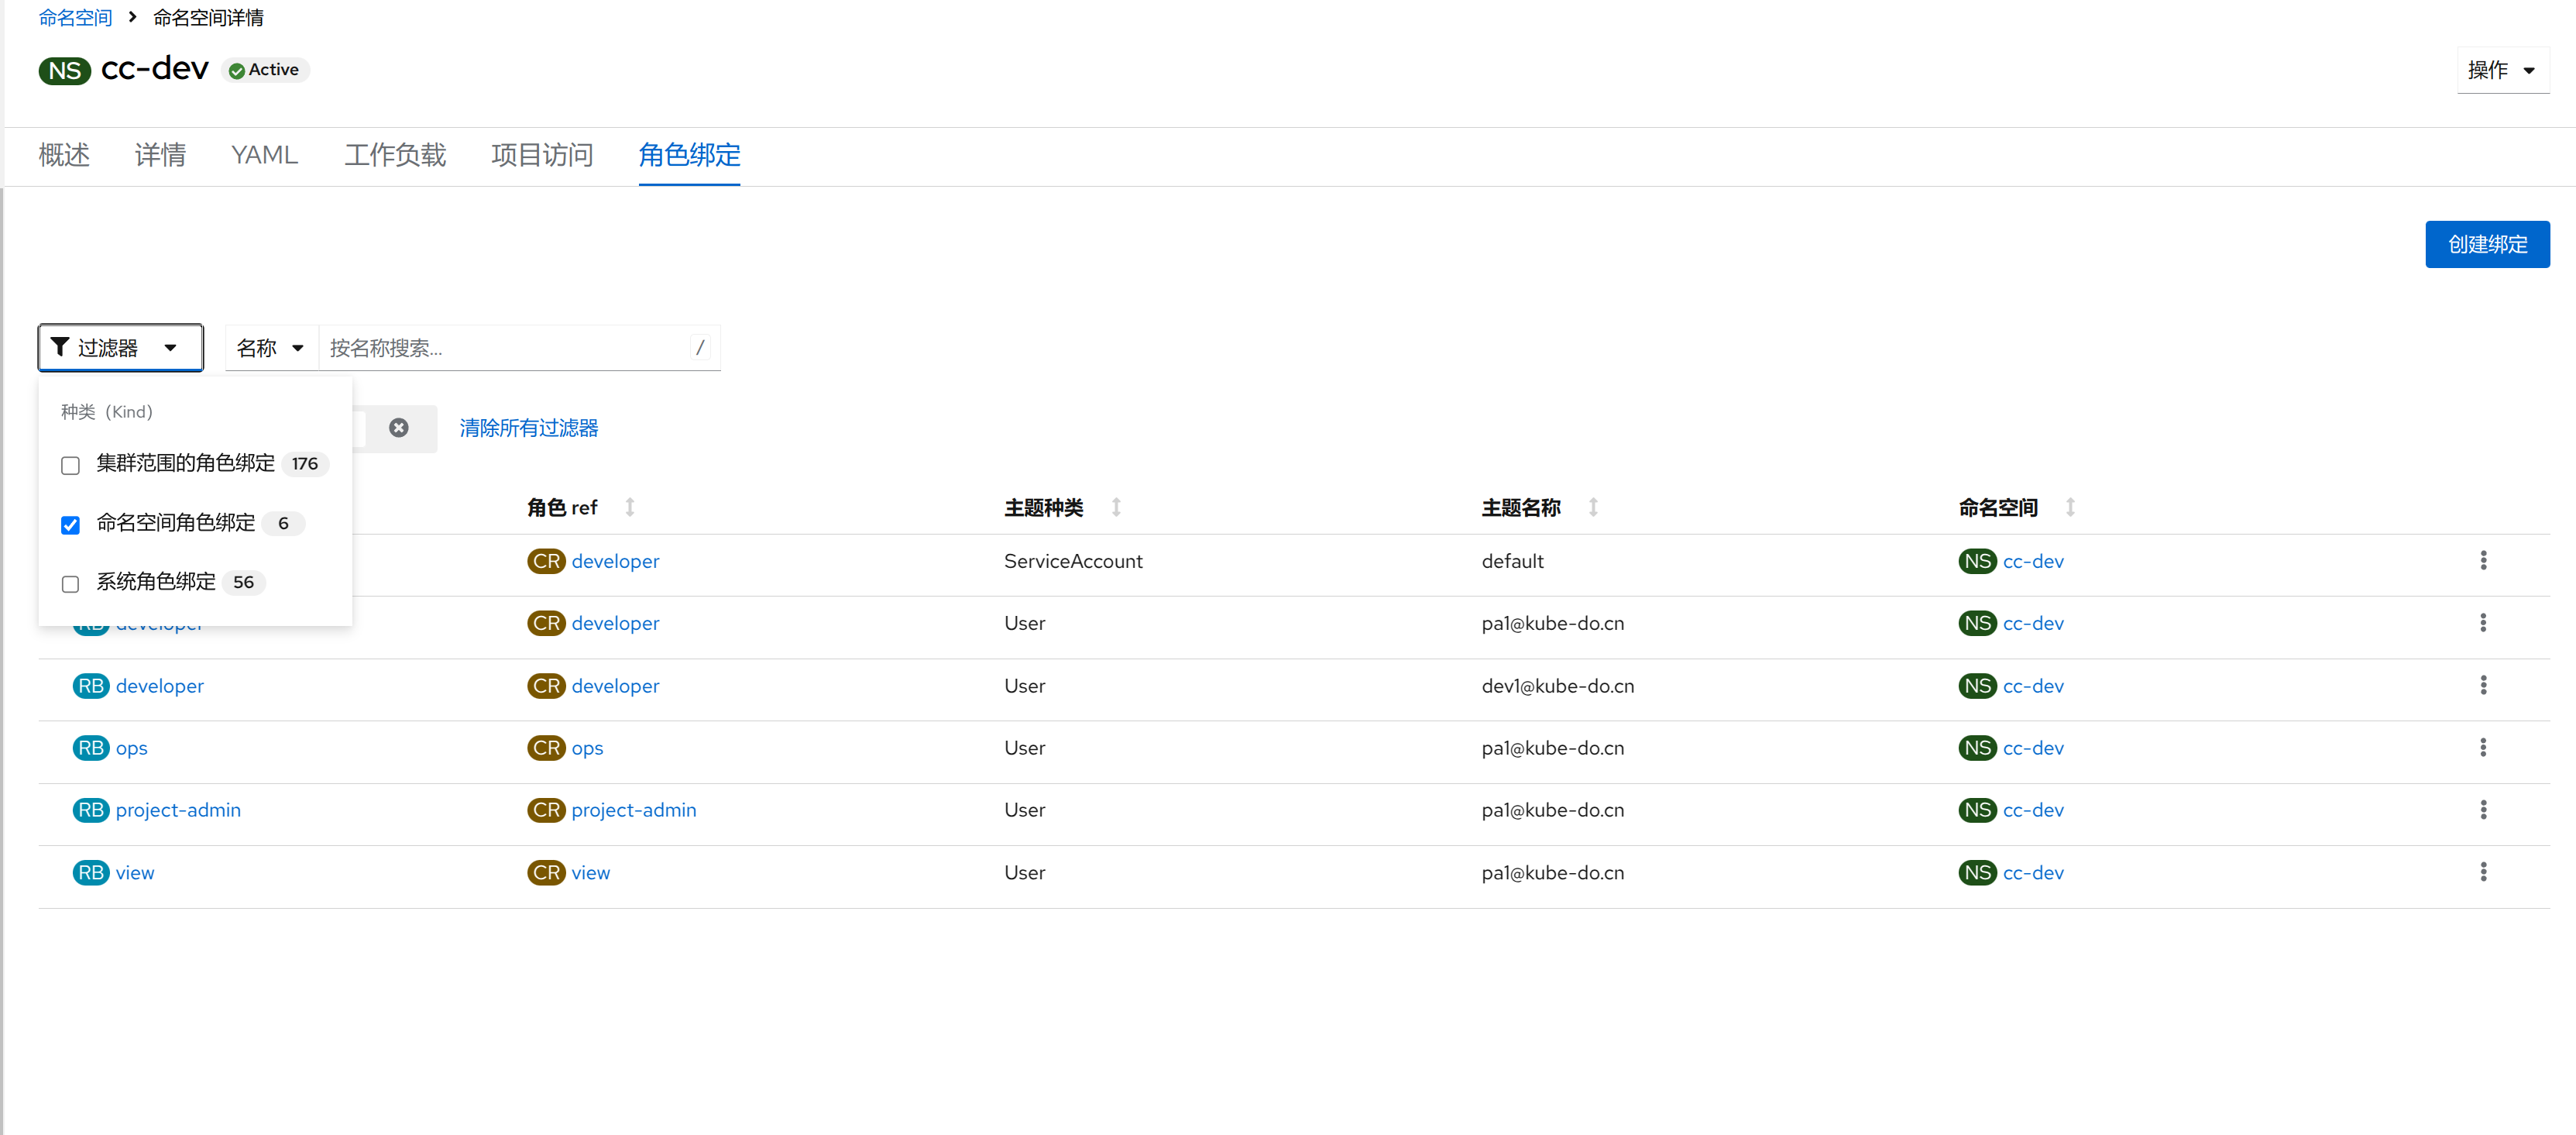 命名空间 > 命名空间详情
NS cc-dev Active
操作
概述 详情 YAML 工作负载 项目访问 角色绑定
创建绑定
过滤器 名称 按名称搜索... /
种类（Kind）
清除所有过滤器
集群范围的角色绑定 176
命名空间角色绑定 6
系统角色绑定 56
角色 ref 主题种类 主题名称 命名空间
CR developer ServiceAccount default NS cc-dev
RB developer CR developer User pa1@kube-do.cn NS cc-dev
RB developer CR developer User dev1@kube-do.cn NS cc-dev
RB ops CR ops User pa1@kube-do.cn NS cc-dev
RB project-admin CR project-admin User pa1@kube-do.cn NS cc-dev
RB view CR view User pa1@kube-do.cn NS cc-dev